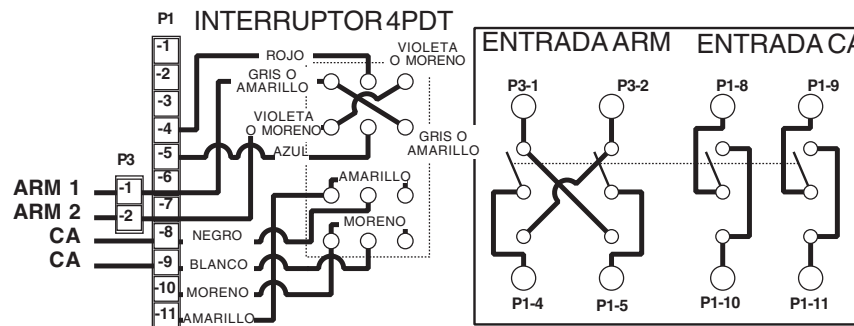 P1
INTERRUPTOR 4PDT
-1
-2
-3
-4
-5
-6
-7
-8
-9
-10
-11
P3
-1
-2
ARM 1
ARM 2
CA
CA
ROJO
VIOLETA
O MORENO
GRIS O
AMARILLO
VIOLETA
O MORENO
GRIS O
AMARILLO
AZUL
AMARILLO
NEGRO
MORENO
BLANCO
MORENO
AMARILLO
ENTRADA ARM
ENTRADA CA
P3-1
P3-2
P1-8
P1-9
P1-4
P1-5
P1-10
P1-11